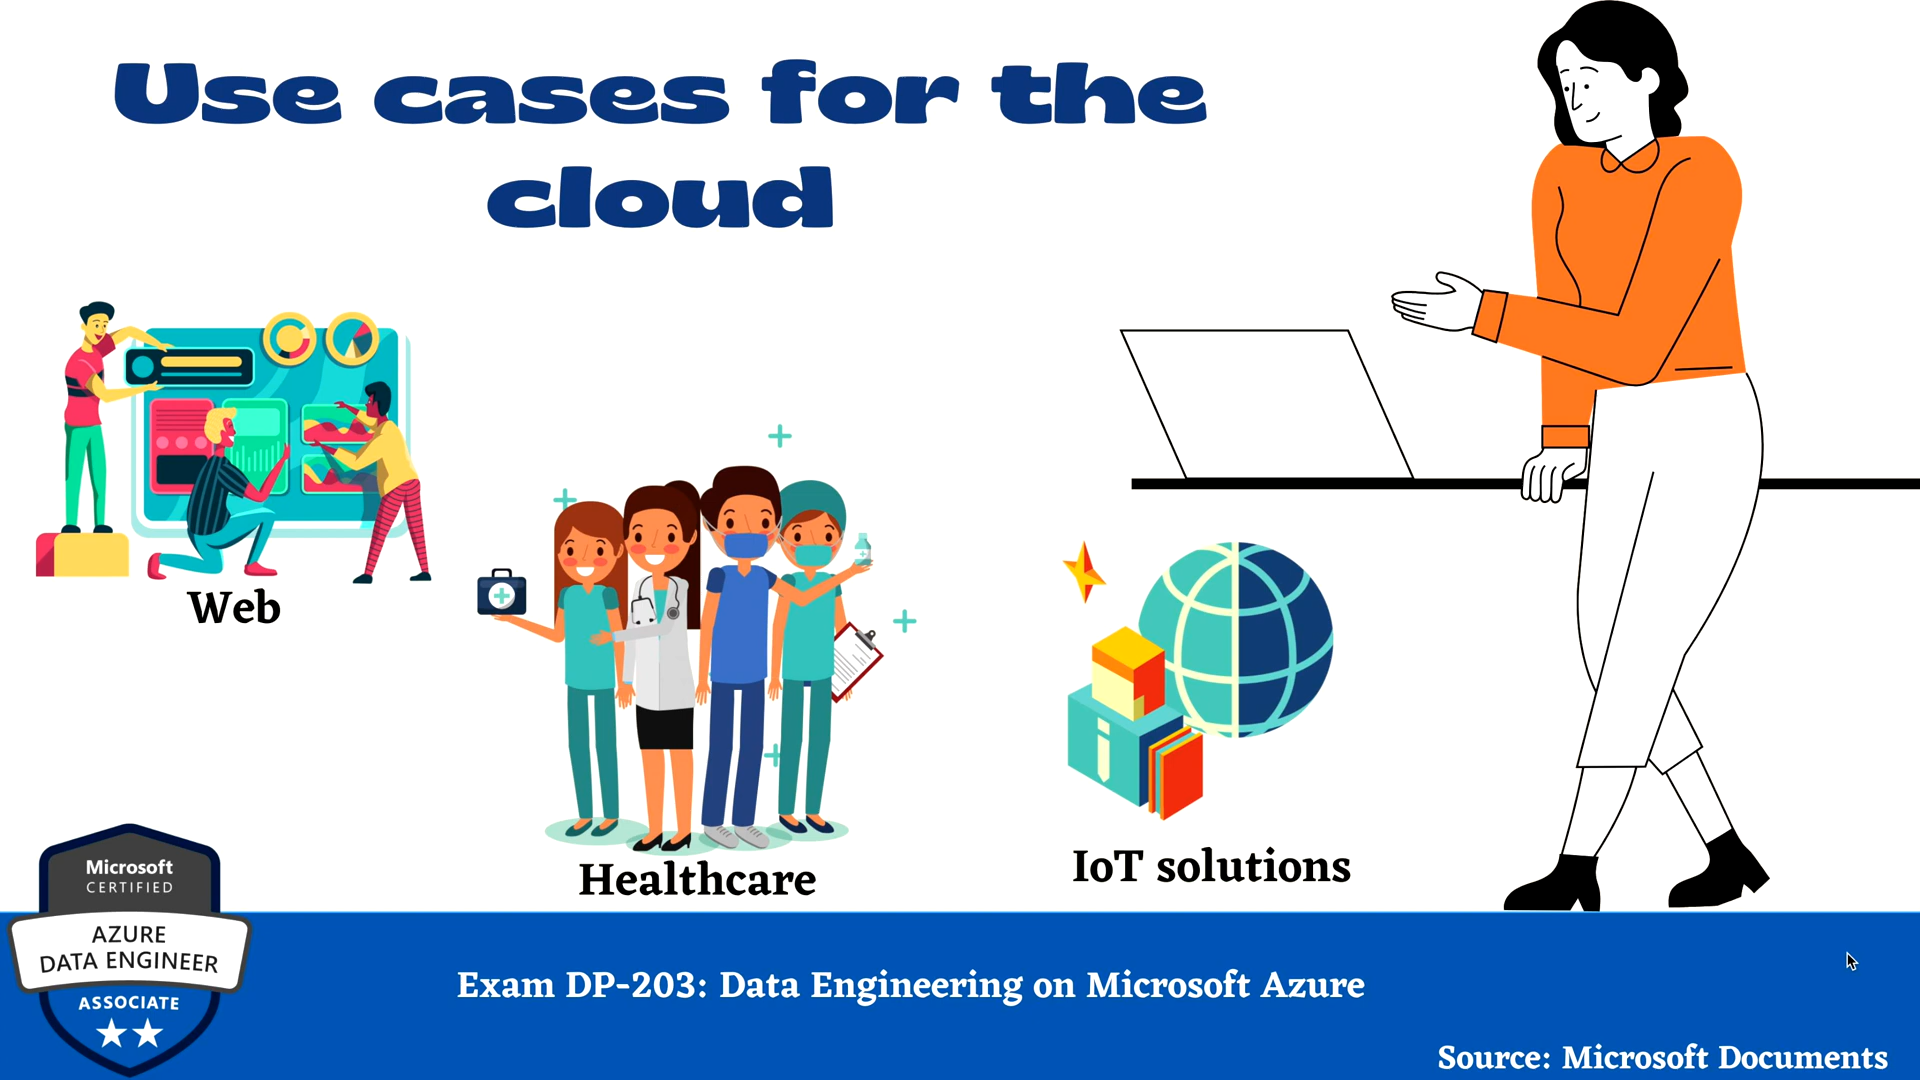 Use cases for the
cloud
Web
Healthcare
IoT solutions
Microsoft
CERTIFIED
AZURE
DATA ENGINEER
ASSOCIATE
Exam DP-203: Data Engineering on Microsoft Azure
Source: Microsoft Documents